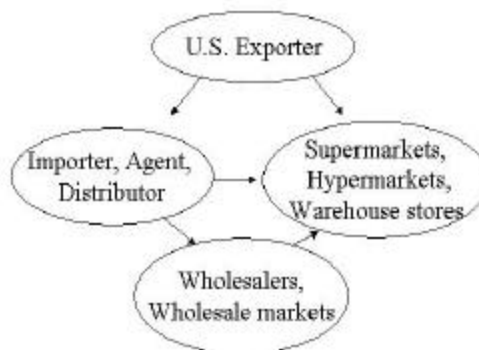 U.S. Exporter
Importer, Agent,
Distributor
Supermarkets,
Hypermarkets,
Warehouse stores
Wholesalers,
Wholesale markets